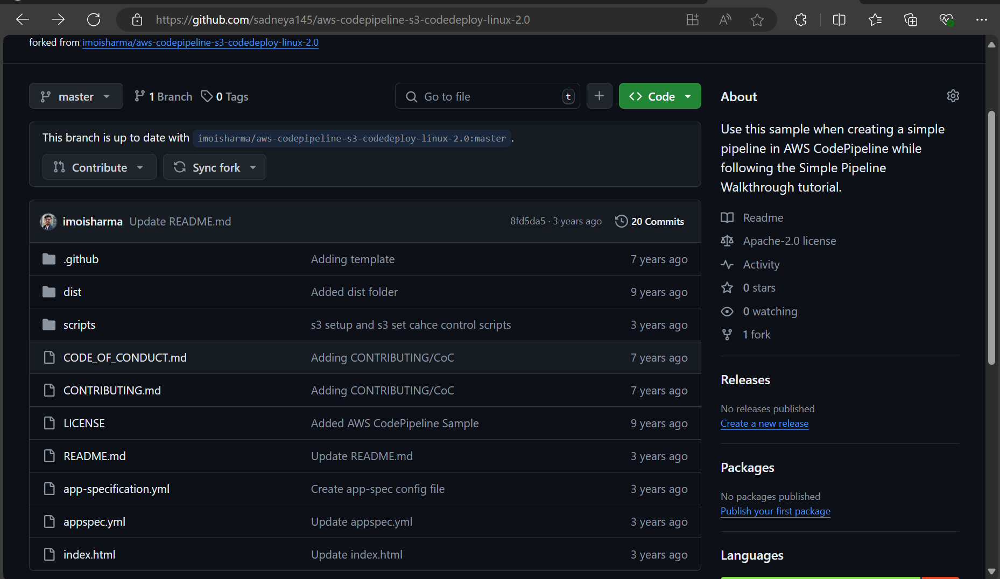 https://github.com/sadneya145/aws-codepipeline-s3-codedeploy-linux-2.0
forked from imoisharma/aws-codepipeline-s3-codedeploy-linux-2.0
master
1 Branch
0 Tags
Go to file
t
Code
This branch is up to date with imoisharma/aws-codepipeline-s3-codedeploy-linux-2.0:master .
Contribute
Sync fork
imoisharma Update README.md 8fd5da5 · 3 years ago 20 Commits
.github Adding template 7 years ago
dist Added dist folder 9 years ago
scripts s3 setup and s3 set cahce control scripts 3 years ago
CODE_OF_CONDUCT.md Adding CONTRIBUTING/CoC 7 years ago
CONTRIBUTING.md Adding CONTRIBUTING/CoC 7 years ago
LICENSE Added AWS CodePipeline Sample 9 years ago
README.md Update README.md 3 years ago
app-specification.yml Create app-spec config file 3 years ago
appspec.yml Update appspec.yml 3 years ago
index.html Update index.html 3 years ago
About
Use this sample when creating a simple
pipeline in AWS CodePipeline while
following the Simple Pipeline
Walkthrough tutorial.
Readme
Apache-2.0 license
Activity
0 stars
0 watching
1 fork
Releases
No releases published
Create a new release
Packages
No packages published
Publish your first package
Languages